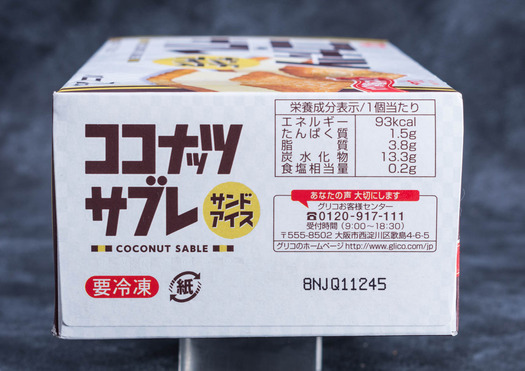 ココナッツ
サブレ
サンド
アイス
COCONUT SABLE
要冷凍
紙
栄養成分表示/1個当たり
エネルギー 93kcal
たんぱく質 1.5g
脂質 3.8g
炭水化物 13.3g
食塩相当量 0.2g
あなたの声 大切にします
グリコお客様センター
☎0120-917-111
受付時間(9:00~18:30)
〒555-8502 大阪市西淀川区歌島4-6-5
グリコのホームページ http://www.glico.com/jp
8NJQ11245